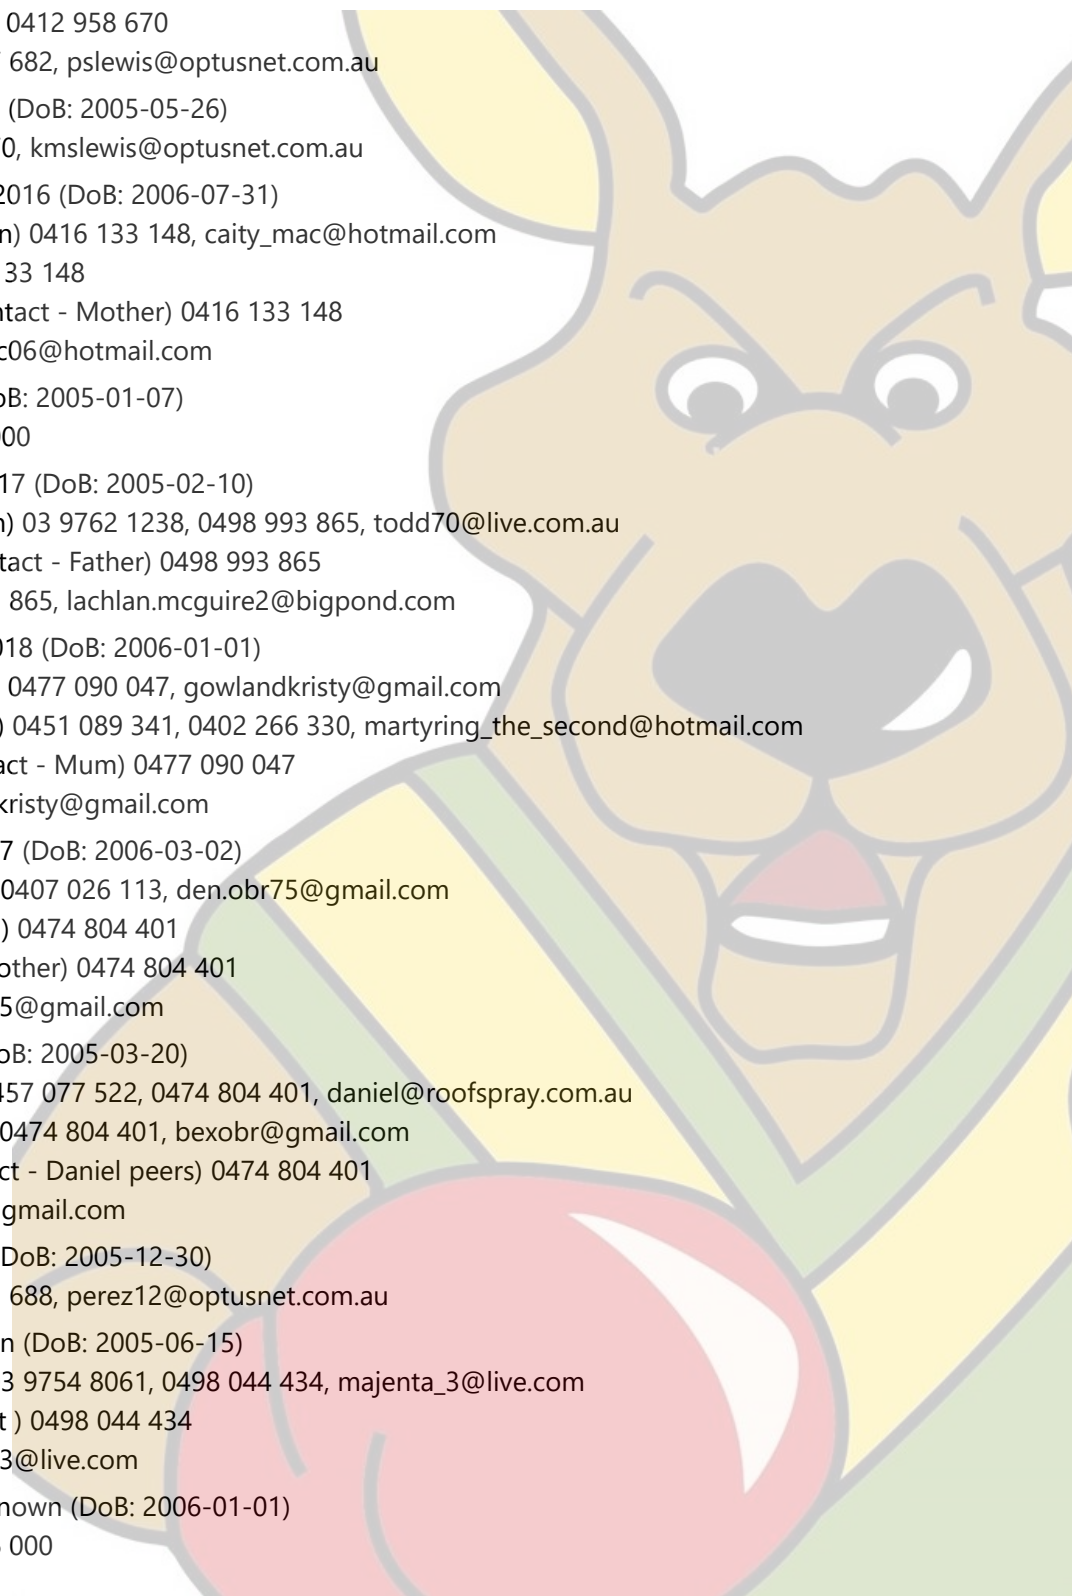 0412 958 670
682, pslewis@optusnet.com.au
(DoB: 2005-05-26)
0, kmslewis@optusnet.com.au
2016 (DoB: 2006-07-31)
n) 0416 133 148, caity_mac@hotmail.com
33 148
ntact - Mother) 0416 133 148
c06@hotmail.com
oB: 2005-01-07)
000
17 (DoB: 2005-02-10)
n) 03 9762 1238, 0498 993 865, todd70@live.com.au
tact - Father) 0498 993 865
865, lachlan.mcguire2@bigpond.com
018 (DoB: 2006-01-01)
0477 090 047, gowlandkristy@gmail.com
) 0451 089 341, 0402 266 330, martyring_the_second@hotmail.com
act - Mum) 0477 090 047
kristy@gmail.com
7 (DoB: 2006-03-02)
0407 026 113, den.obr75@gmail.com
) 0474 804 401
other) 0474 804 401
5@gmail.com
oB: 2005-03-20)
457 077 522, 0474 804 401, daniel@roofspray.com.au
0474 804 401, bexobr@gmail.com
ct - Daniel peers) 0474 804 401
gmail.com
DoB: 2005-12-30)
688, perez12@optusnet.com.au
n (DoB: 2005-06-15)
3 9754 8061, 0498 044 434, majenta_3@live.com
t ) 0498 044 434
3@live.com
nown (DoB: 2006-01-01)
000